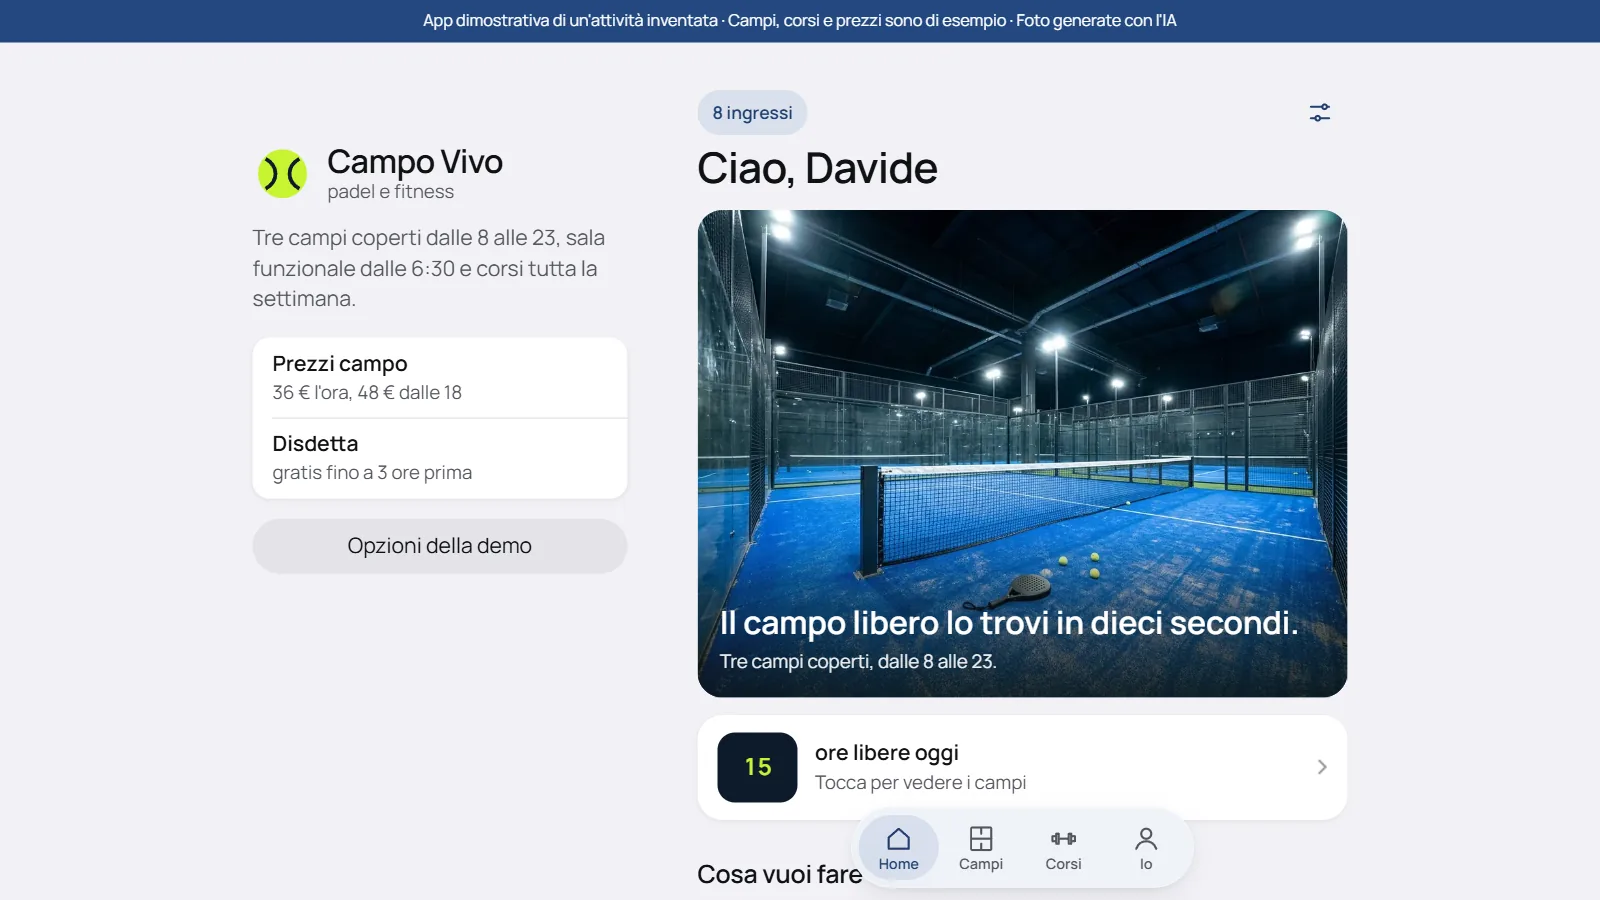 App dimostrativa di un'attività inventata · Campi, corsi e prezzi sono di esempio · Foto generate con l'IA
Campo Vivo
padel e fitness
Tre campi coperti dalle 8 alle 23, sala
funzionale dalle 6:30 e corsi tutta la
settimana.
Prezzi campo
36 € l'ora, 48 € dalle 18
Disdetta
gratis fino a 3 ore prima
Opzioni della demo
8 ingressi
Ciao, Davide
Il campo libero lo trovi in dieci secondi.
Tre campi coperti, dalle 8 alle 23.
15
ore libere oggi
Tocca per vedere i campi
Cosa vuoi fare
Home
Campi
Corsi
Io